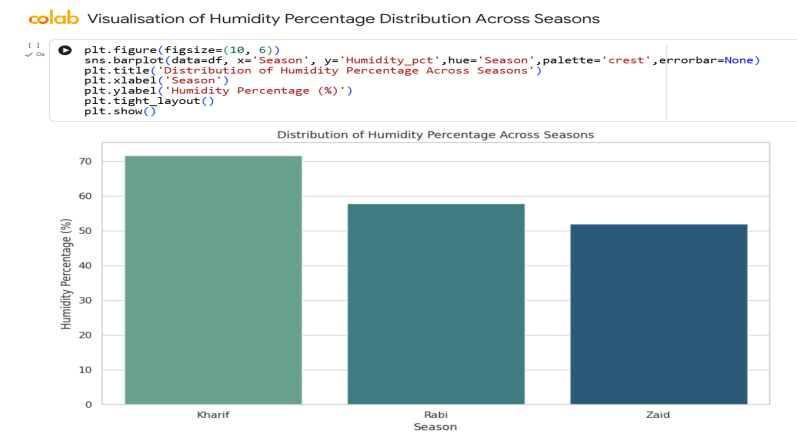 colab Visualisation of Humidity Percentage Distribution Across Seasons
[ ]
✓ 0s
plt.figure(figsize=(10, 6))
sns.barplot(data=df, x='Season', y='Humidity_pct',hue='Season',palette='crest',errorbar=None)
plt.title('Distribution of Humidity Percentage Across Seasons')
plt.xlabel('Season')
plt.ylabel('Humidity Percentage (%)')
plt.tight_layout()
plt.show()
Distribution of Humidity Percentage Across Seasons
Humidity Percentage (%)
70
60
50
40
30
20
10
0
Kharif Rabi Zaid
Season